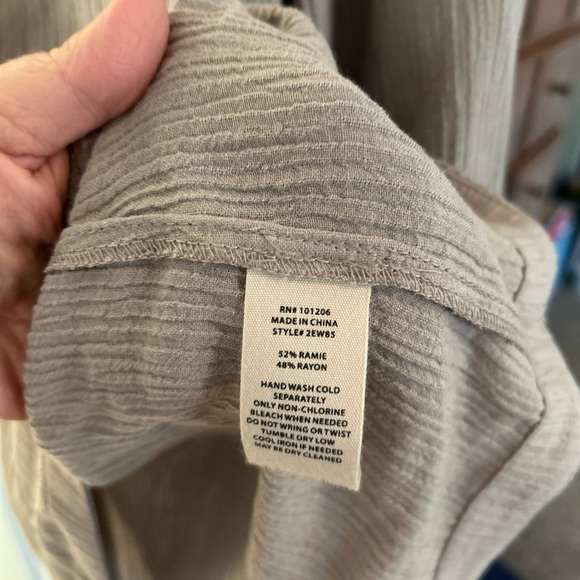 RN# 101206
MADE IN CHINA
STYLE# 2EW85
52% RAMIE
48% RAYON
HAND WASH COLD
SEPARATELY
ONLY NON-CHLORINE
BLEACH WHEN NEEDED
DO NOT WRING OR TWIST
TUMBLE DRY LOW
COOL IRON IF NEEDED
MAY BE DRY CLEANED